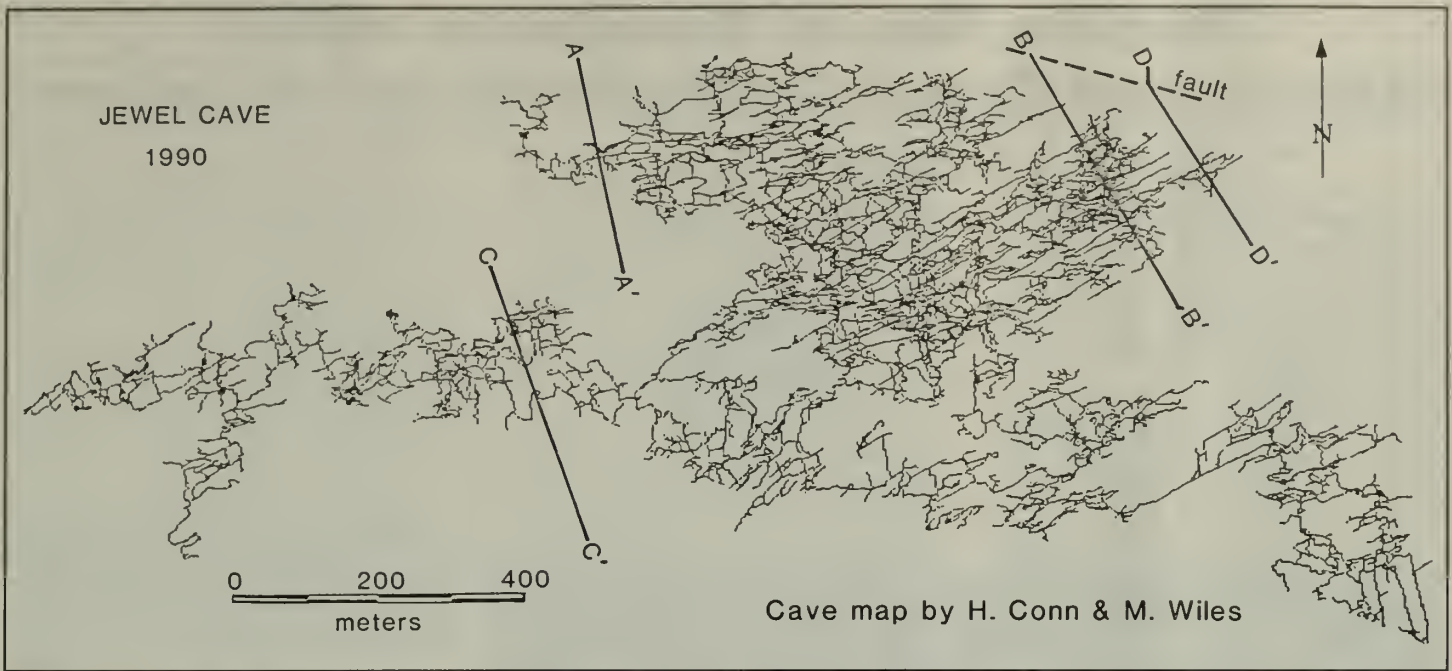 JEWEL CAVE
1990
A
A'
B
B'
C
C'
D
D'
fault
N
0 200 400
meters
Cave map by H. Conn & M. Wiles